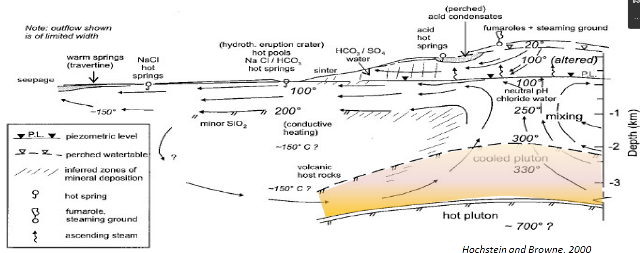 Note: outflow shown
is of limited width
(perched)
acid condensates
fumaroles + steaming ground
acid
hot
springs
20°
100° (altered)
P.L.
(hydroth. eruption crater)
hot pools
Na Cl / HCO₃
hot springs
HCO₃ / SO₄
water
sinter
warm springs
(travertine)
NaCl
hot
springs
seepage
100°
100°
neutral pH
chloride water
~150°
200°
250°
mixing
minor SiO₂
(conductive
heating)
~150° C ?
300°
?
cooled pluton
330°
volcanic
host rocks
~150° C ?
hot pluton
~ 700° ?
-1
-2
-3
Depth (km)
P.L. piezometric level
perched watertable
inferred zones of
mineral deposition
hot spring
fumarole,
steaming ground
ascending steam
Hochstein and Browne. 2000